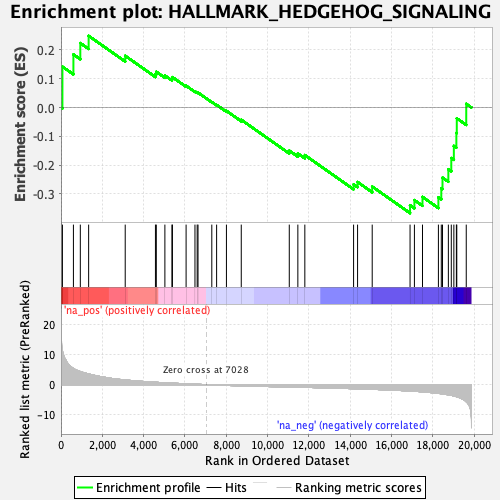 Enrichment plot: HALLMARK_HEDGEHOG_SIGNALING
Enrichment score (ES)
0.2
0.1
0.0
-0.1
-0.2
-0.3
'na_pos' (positively correlated)
Ranked list metric (PreRanked)
20
10
0
-10
Zero cross at 7028
'na_neg' (negatively correlated)
0 2,000 4,000 6,000 8,000 10,000 12,000 14,000 16,000 18,000 20,000
Rank in Ordered Dataset
Enrichment profile Hits Ranking metric scores